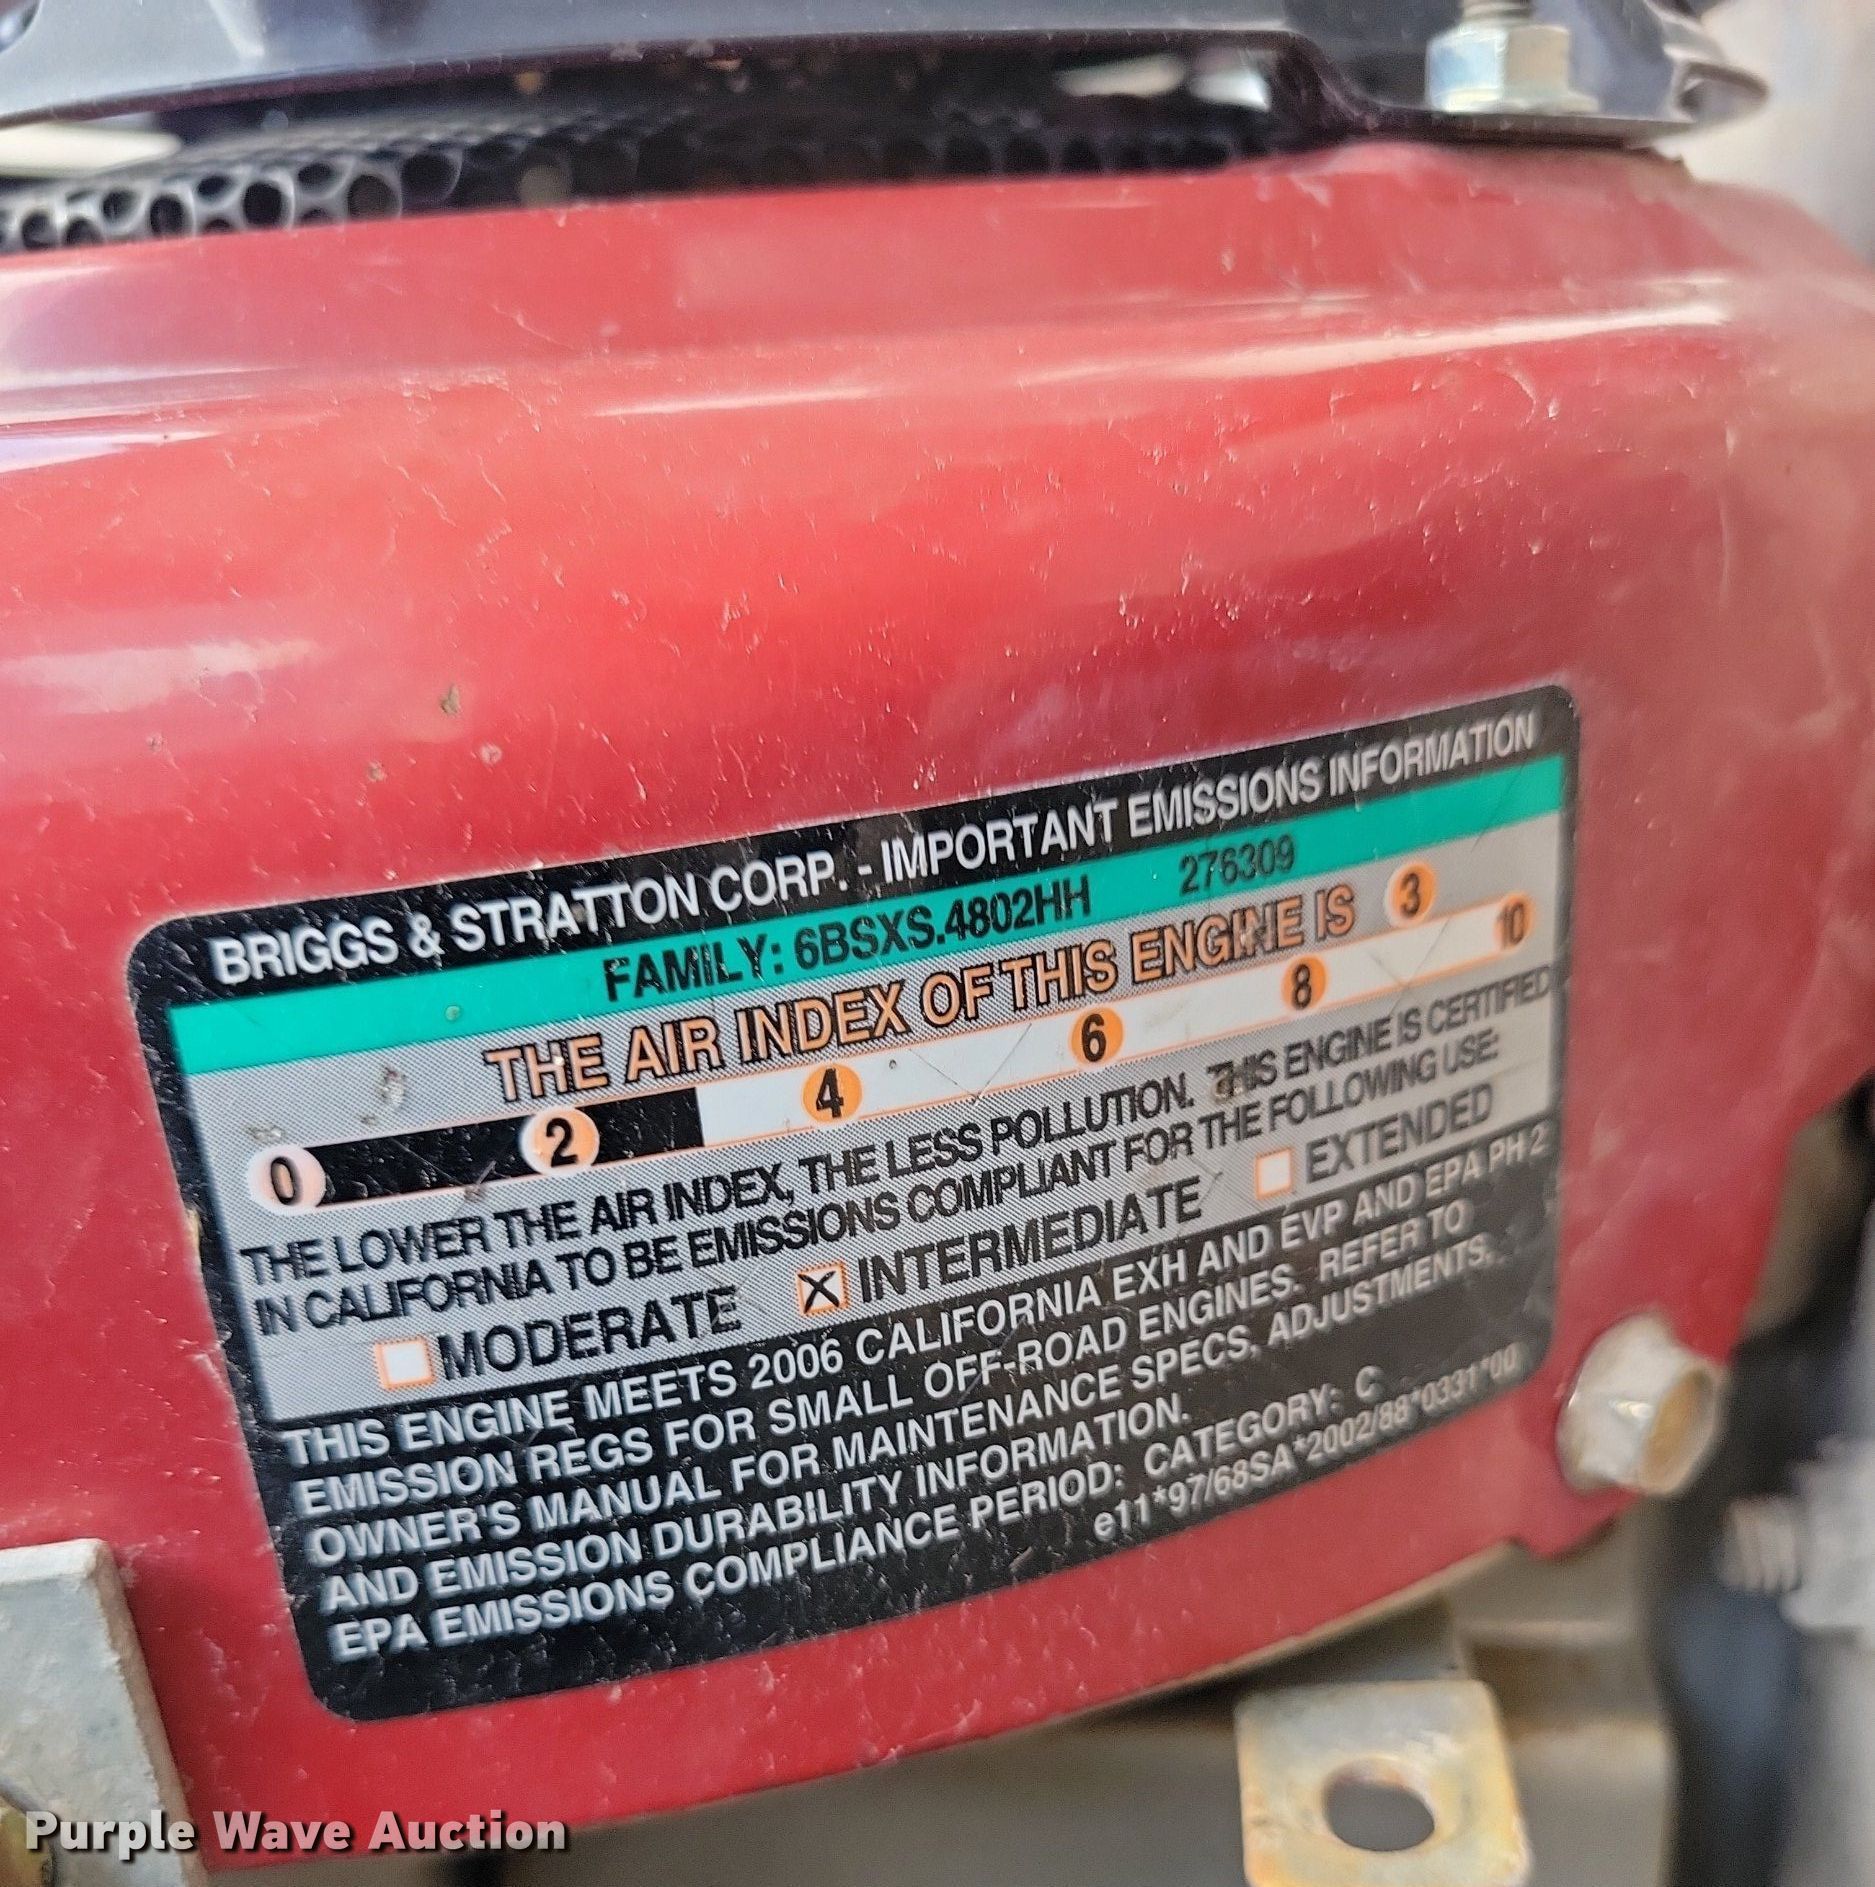 BRIGGS & STRATTON CORP. - IMPORTANT EMISSIONS INFORMATION
FAMILY: 6BSXS.4802HH 276309
THE AIR INDEX OF THIS ENGINE IS 3
0 2 4 6 8 10
THE LOWER THE AIR INDEX, THE LESS POLLUTION. THIS ENGINE IS CERTIFIED
IN CALIFORNIA TO BE EMISSIONS COMPLIANT FOR THE FOLLOWING USE:
MODERATE X INTERMEDIATE EXTENDED
THIS ENGINE MEETS 2006 CALIFORNIA EXH AND EVP AND EPA PH 2
EMISSION REGS FOR SMALL OFF-ROAD ENGINES. REFER TO
OWNER'S MANUAL FOR MAINTENANCE SPECS, ADJUSTMENTS,
AND EMISSION DURABILITY INFORMATION.
EPA EMISSIONS COMPLIANCE PERIOD: CATEGORY: C
e11*97/68SA*2002/88*0331*00
Purple Wave Auction